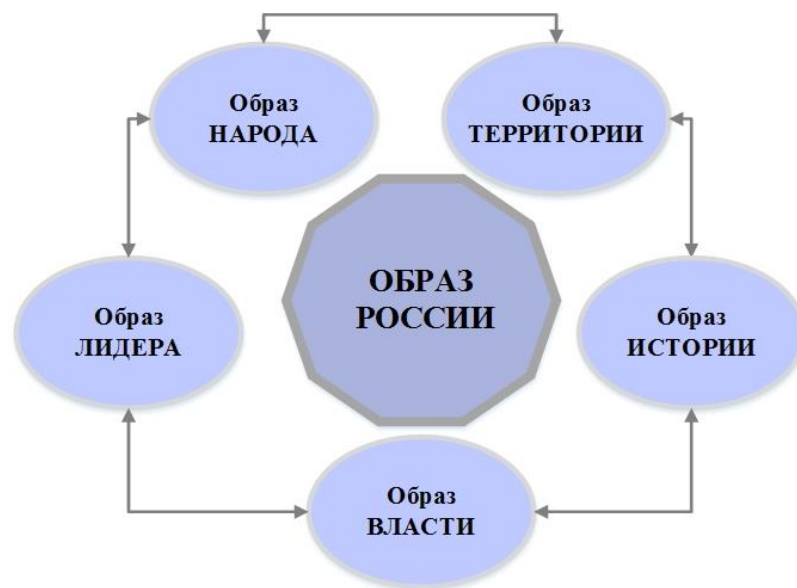 Образ
НАРОДА
Образ
ТЕРРИТОРИИ
ОБРАЗ
РОССИИ
Образ
ЛИДЕРА
Образ
ИСТОРИИ
Образ
ВЛАСТИ